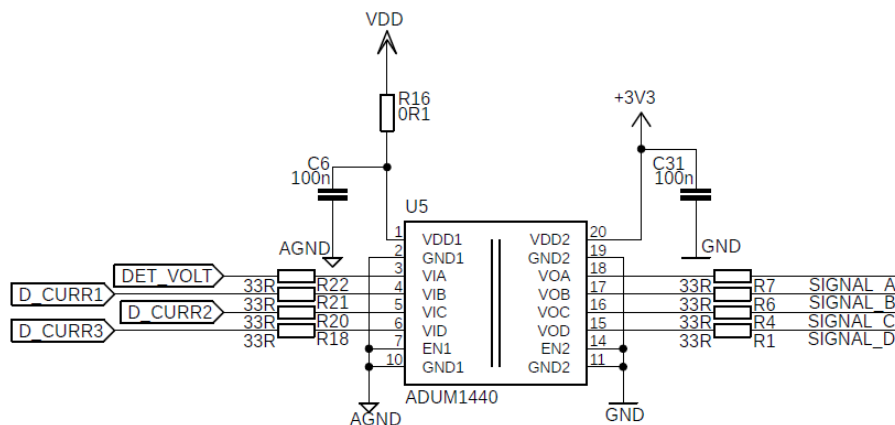 VDD
R16
0R1
+3V3
C6
100n
C31
100n
U5
AGND
GND
1 VDD1 VDD2 20
2 GND1 GND2 19
DET_VOLT 3 VIA VOA 18
33R R22 33R R7 SIGNAL_A
D_CURR1 4 VIB VOB 17
33R R21 33R R6 SIGNAL_B
D_CURR2 5 VIC VOC 16
33R R20 33R R4 SIGNAL_C
D_CURR3 6 VID VOD 15
33R R18 33R R1 SIGNAL_D
7 EN1 EN2 14
10 GND1 GND2 11
ADUM1440
AGND
GND